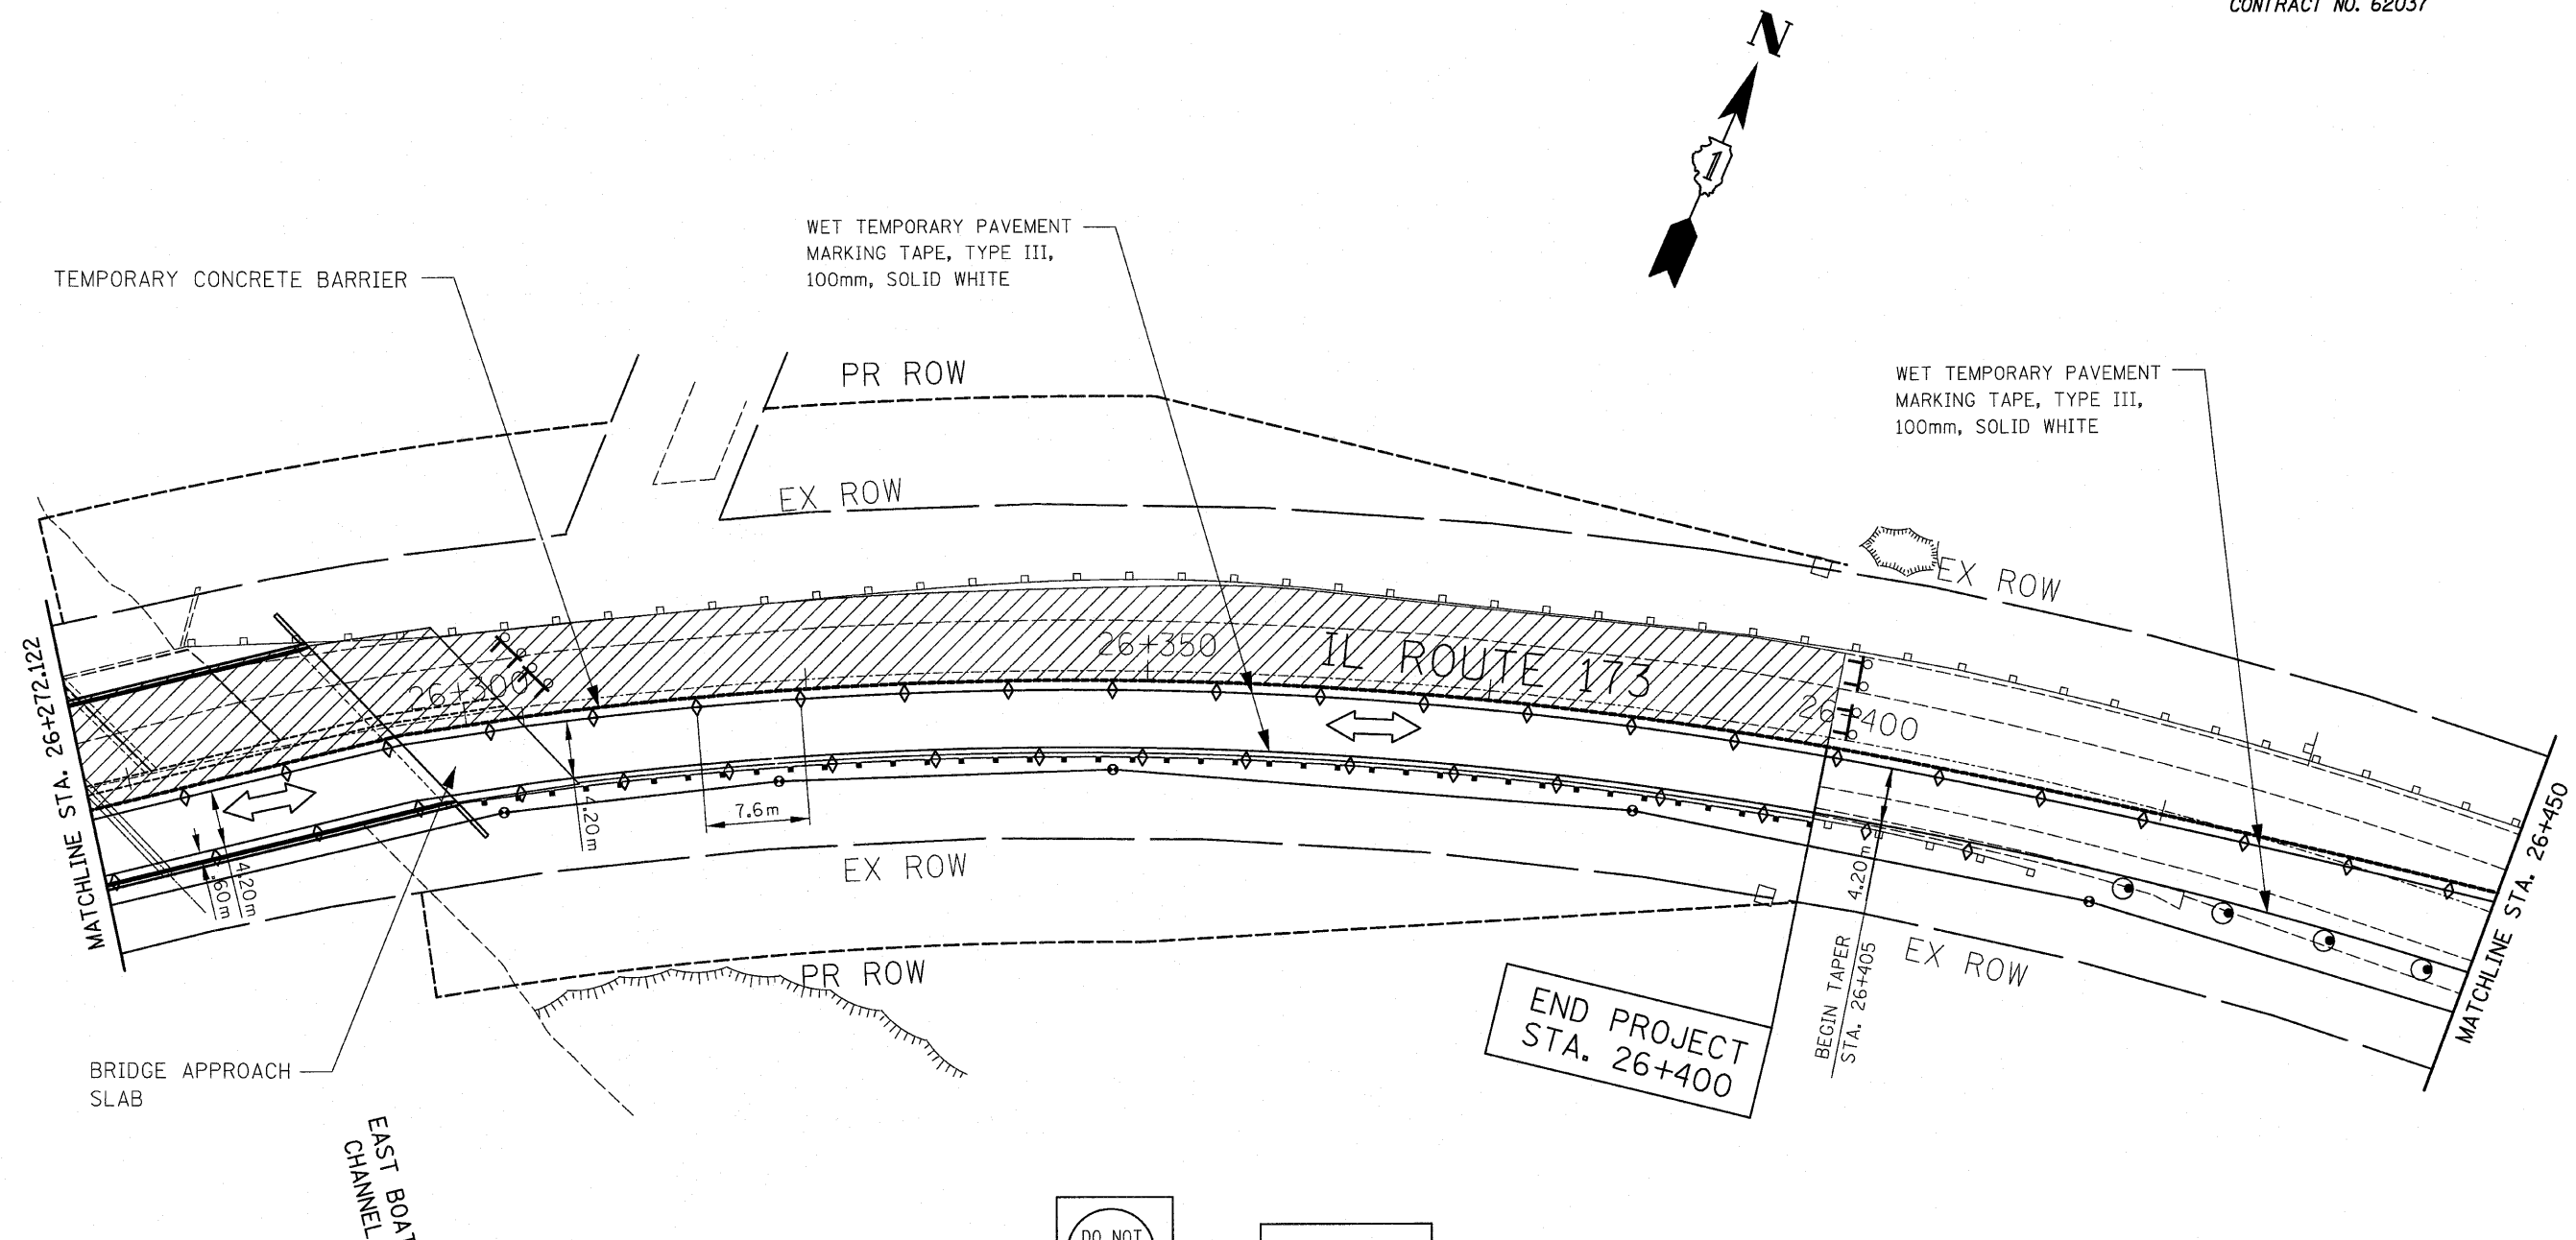 CONTRACT NO. 62037
N
1
WET TEMPORARY PAVEMENT
MARKING TAPE, TYPE III,
100mm, SOLID WHITE
TEMPORARY CONCRETE BARRIER
PR ROW
WET TEMPORARY PAVEMENT
MARKING TAPE, TYPE III,
100mm, SOLID WHITE
EX ROW
EX ROW
MATCHLINE STA. 26+272.122
26+300
26+350
IL ROUTE 173
26+400
7.6m
4.20m
4.20m
.60m
4.20m
EX ROW
PR ROW
EX ROW
MATCHLINE STA. 26+450
BEGIN TAPER
STA. 26+405
END PROJECT
STA. 26+400
BRIDGE APPROACH
SLAB
EAST BOAT
CHANNEL
DO NOT